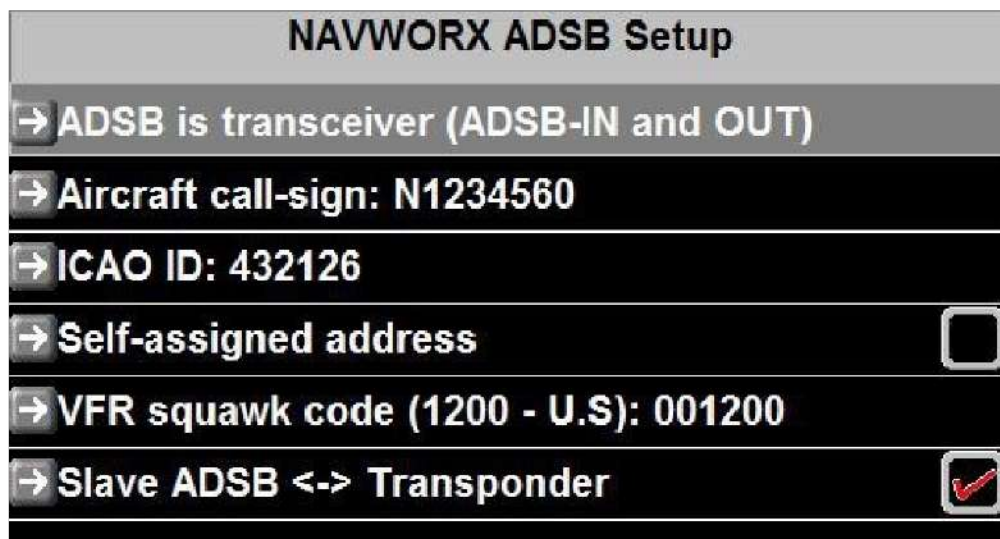 NAVWORX ADSB Setup
ADSB is transceiver (ADSB-IN and OUT)
Aircraft call-sign: N1234560
ICAO ID: 432126
Self-assigned address
VFR squawk code (1200 - U.S): 001200
Slave ADSB <-> Transponder